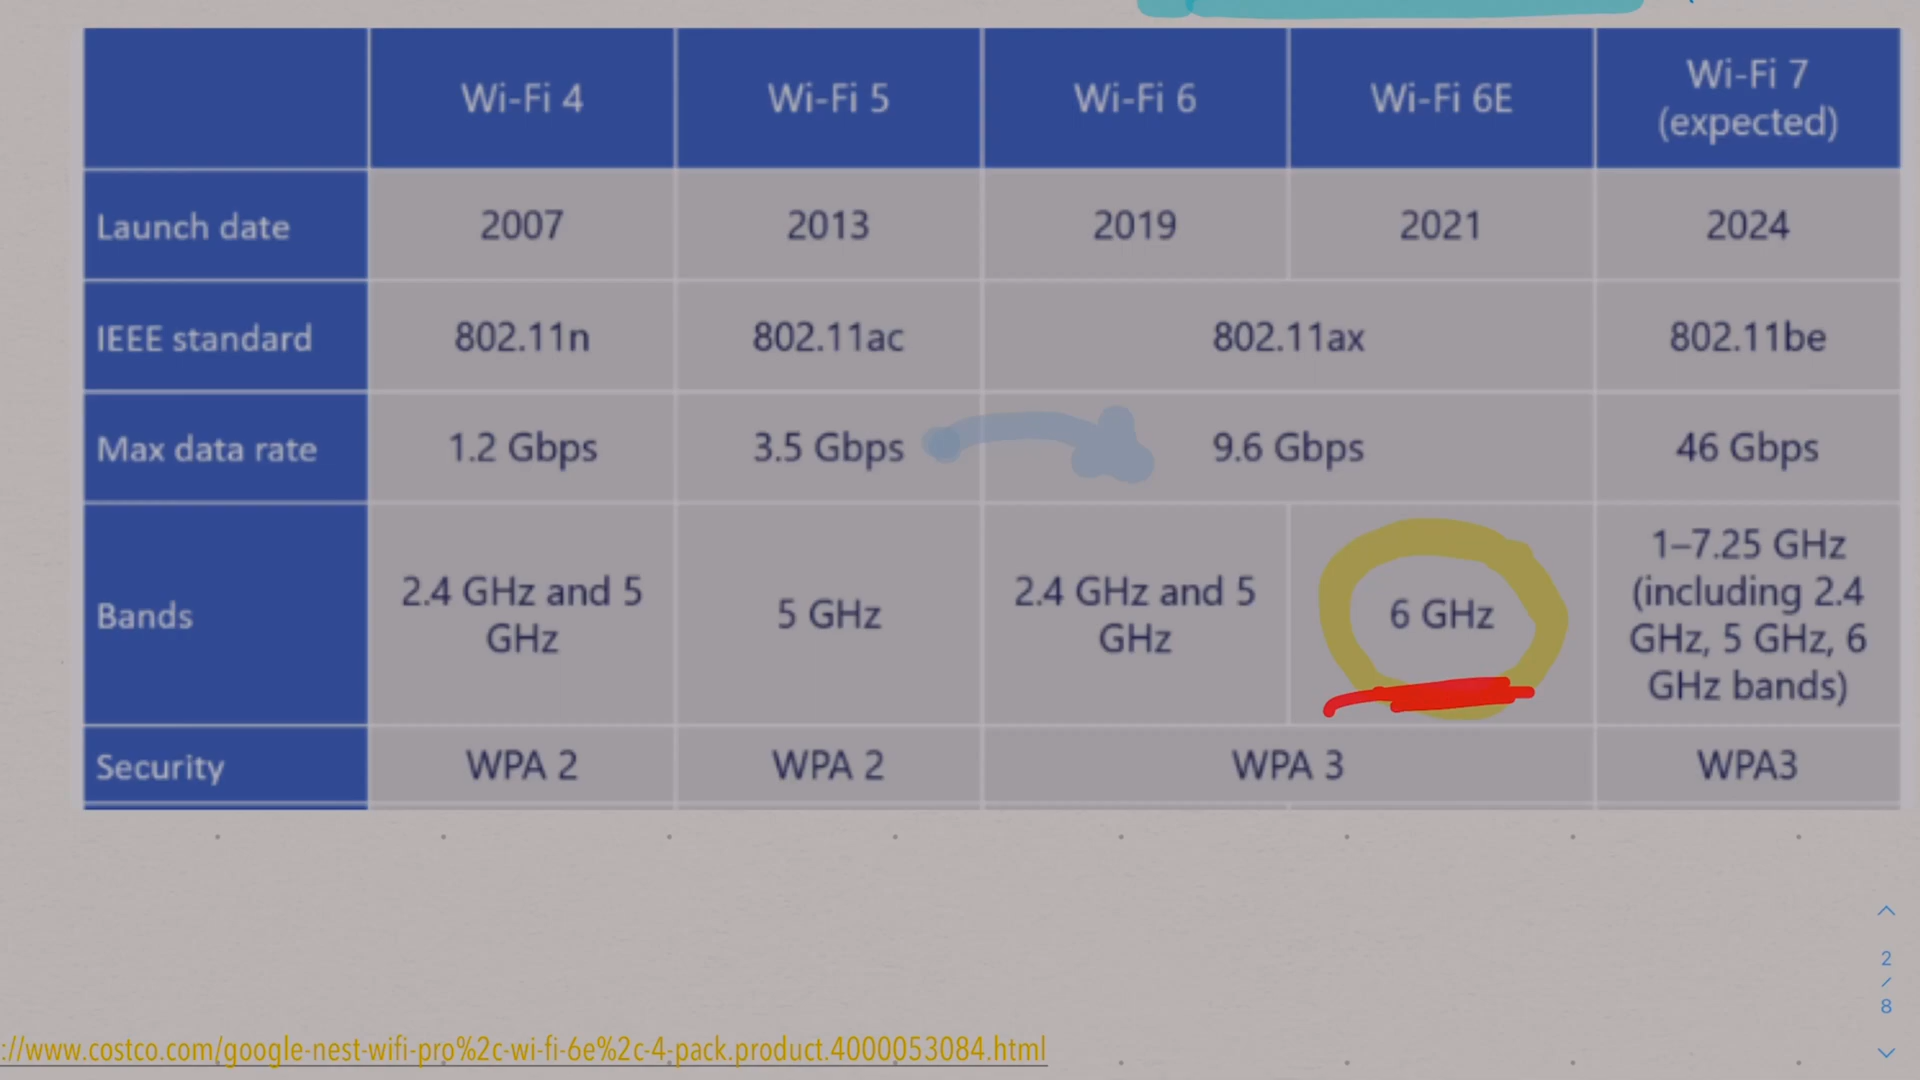 Wi-Fi 4 Wi-Fi 5 Wi-Fi 6 Wi-Fi 6E Wi-Fi 7
(expected)
Launch date 2007 2013 2019 2021 2024
IEEE standard 802.11n 802.11ac 802.11ax 802.11be
Max data rate 1.2 Gbps 3.5 Gbps 9.6 Gbps 46 Gbps
Bands
2.4 GHz and 5
GHz
5 GHz
2.4 GHz and 5
GHz
6 GHz
1–7.25 GHz
(including 2.4
GHz, 5 GHz, 6
GHz bands)
Security WPA 2 WPA 2 WPA 3 WPA3
2
/
8
://www.costco.com/google-nest-wifi-pro%2c-wi-fi-6e%2c-4-pack.product.4000053084.html